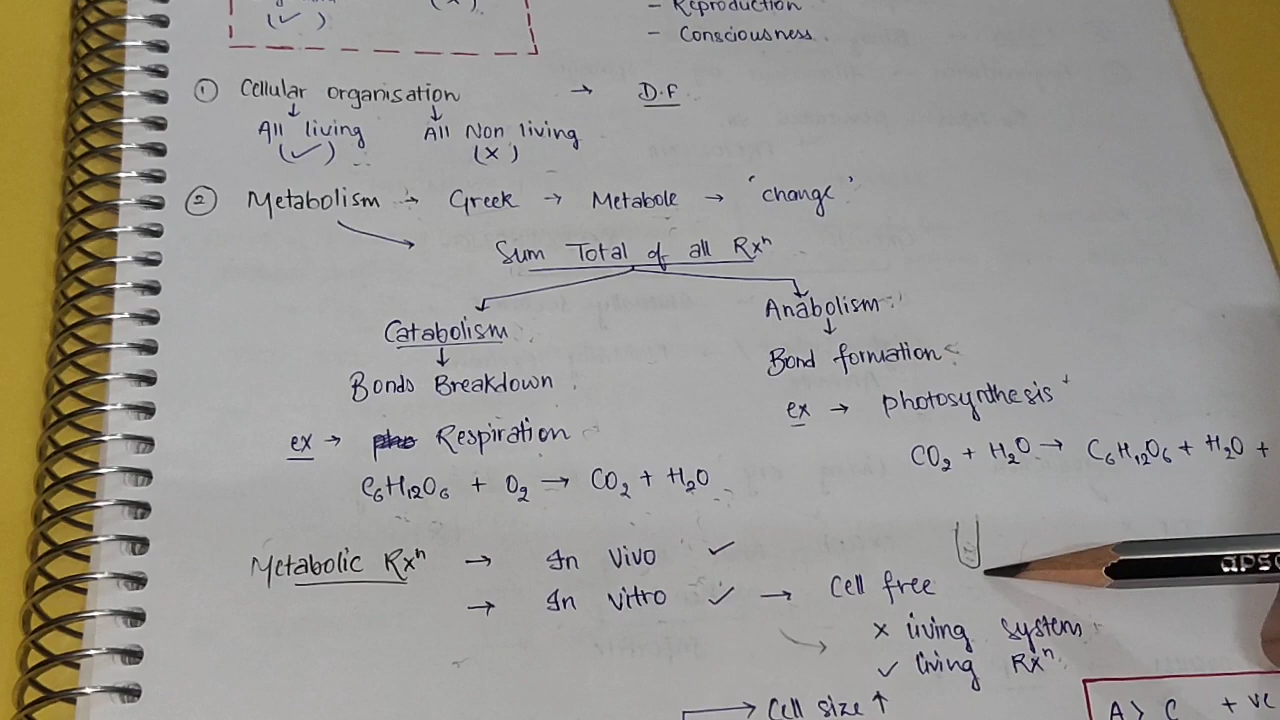 (✓) (×)
- Reproduction
- Consciousness
① Cellular organisation → D.F
↓ ↓
All living All Non living
(✓) (×)
② Metabolism → Greek → Metabole → 'change'
Sum Total of all Rxⁿ
Catabolism Anabolism
↓ ↓
Bonds Breakdown Bond formation
ex → Respiration ex → photosynthesis
C₆H₁₂O₆ + O₂ → CO₂ + H₂O CO₂ + H₂O → C₆H₁₂O₆ + H₂O +
Metabolic Rxⁿ → In vivo ✓
→ In vitro ✓ → Cell free
× living system
✓ living Rxⁿ
→ Cell size ↑
A > C + ve
apsa